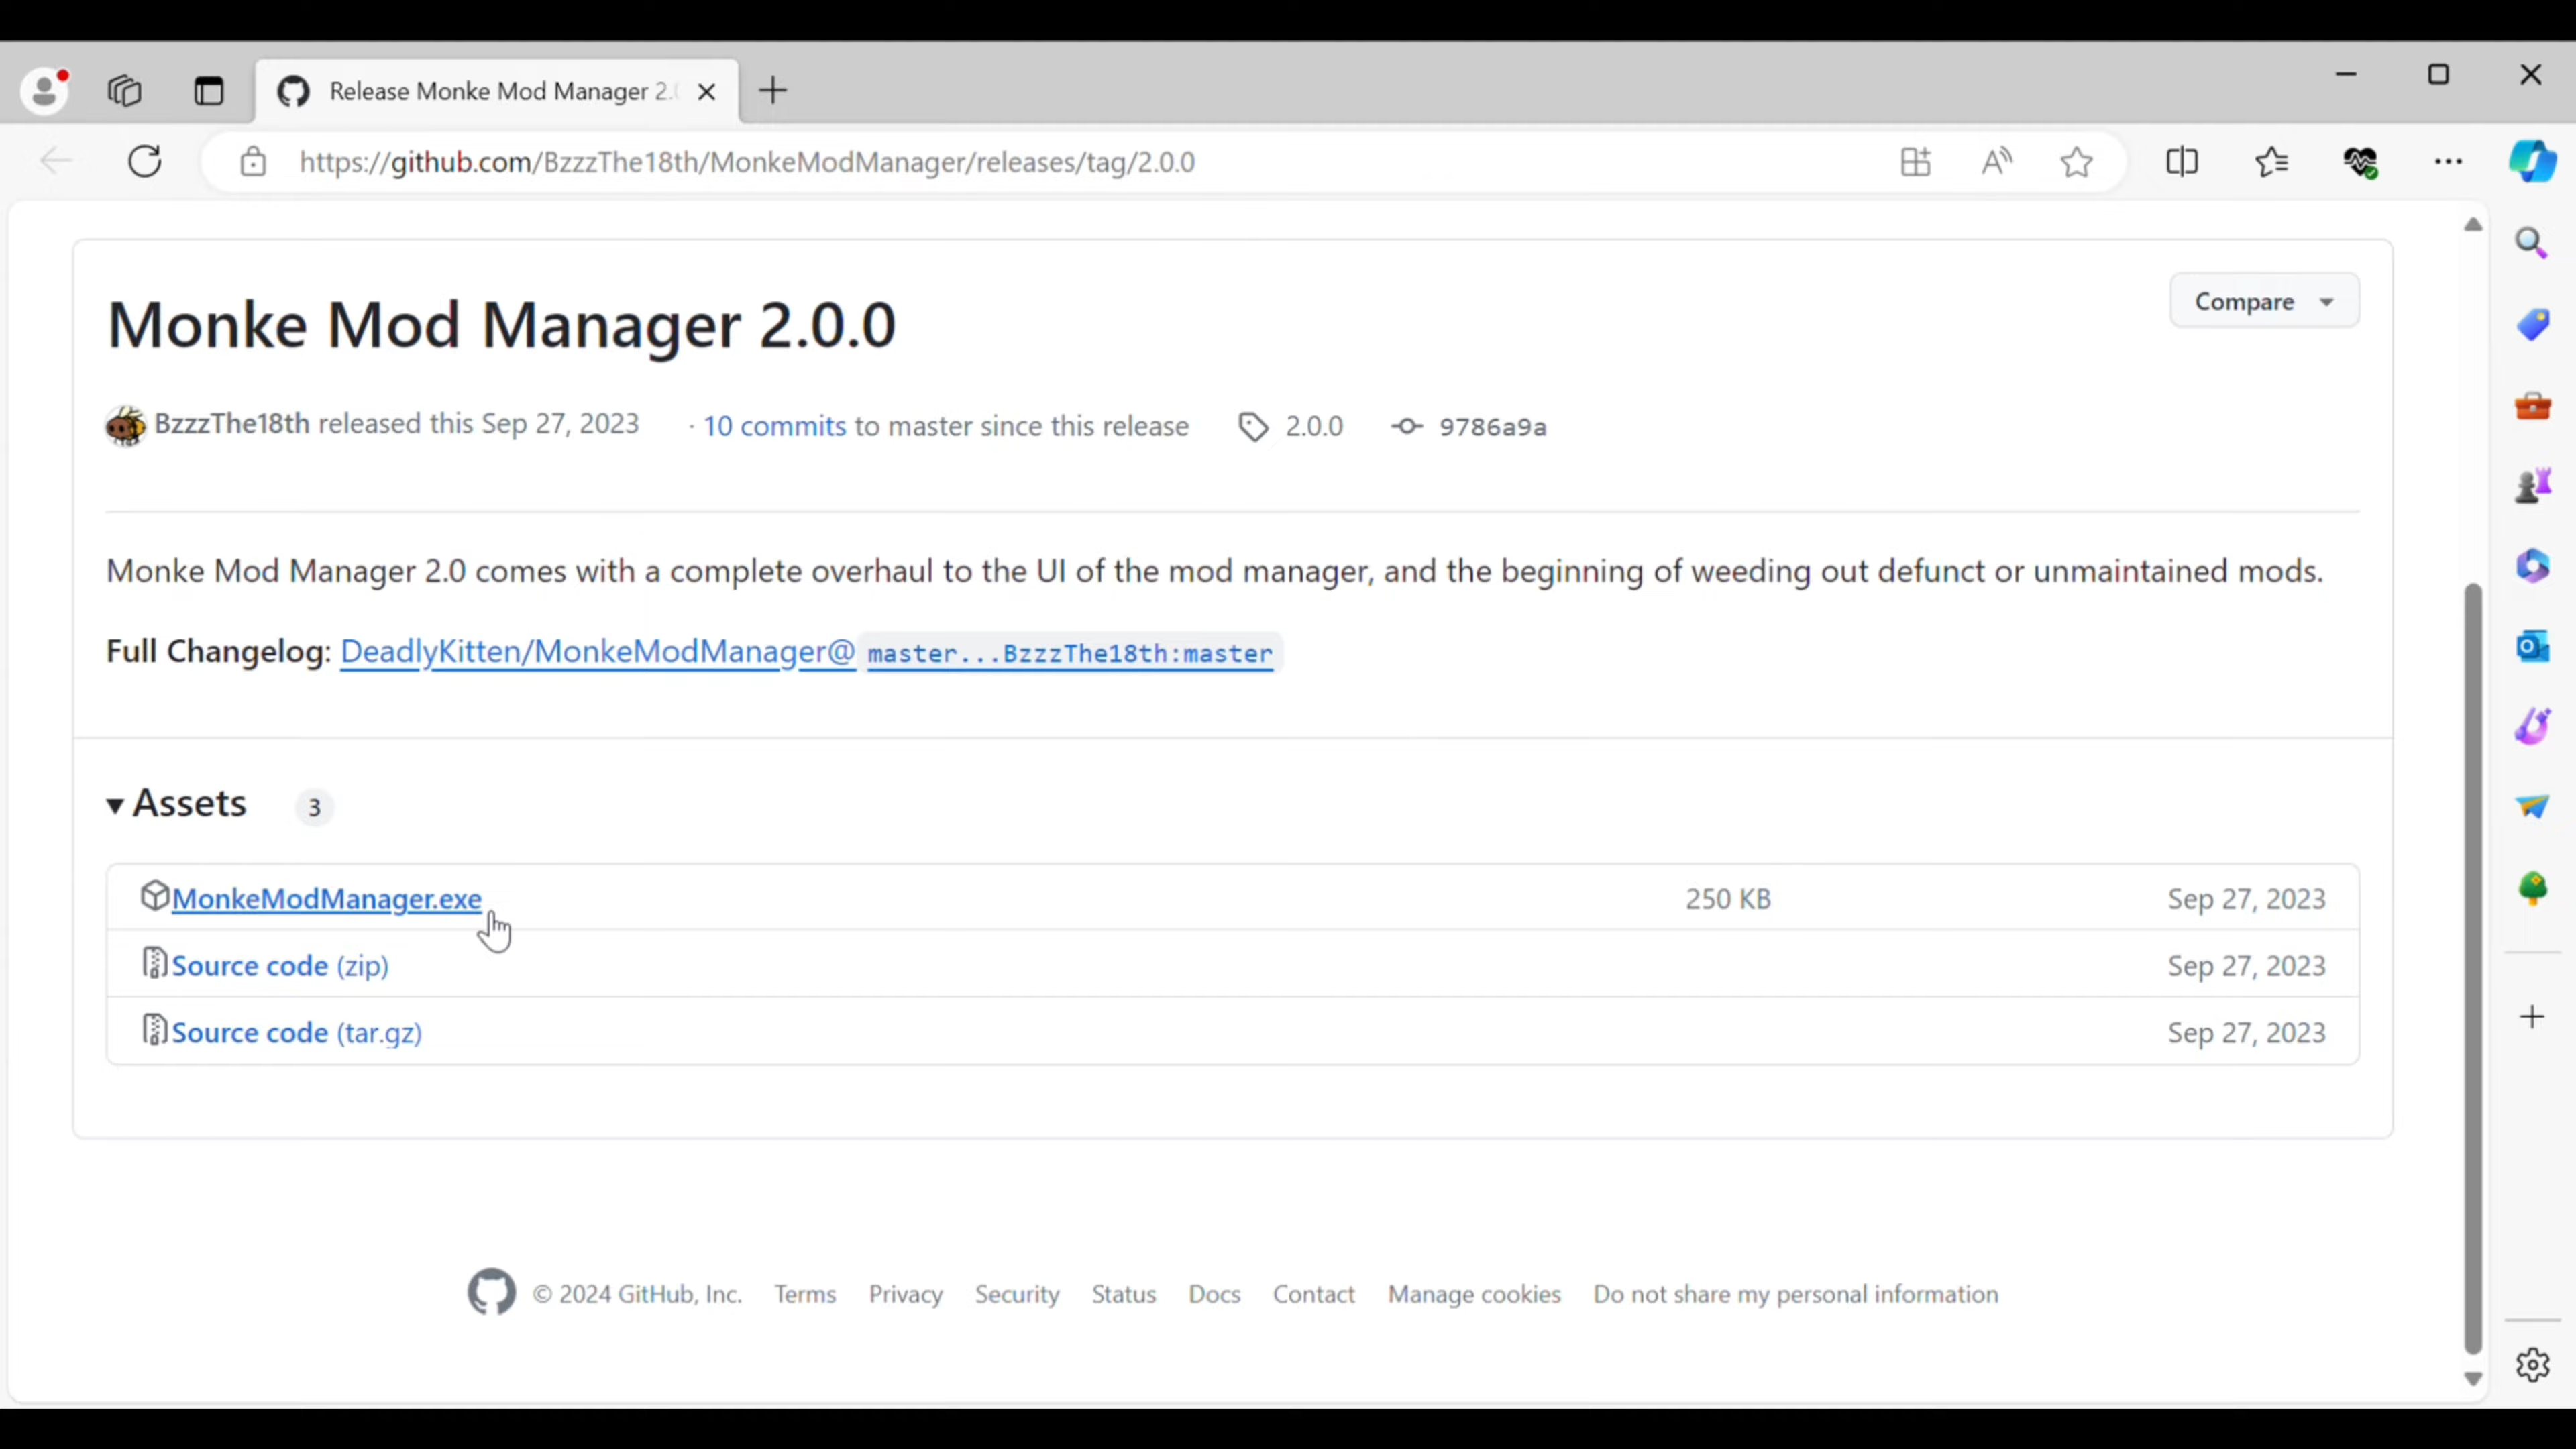 Release Monke Mod Manager 2.0
https://github.com/BzzzThe18th/MonkeModManager/releases/tag/2.0.0
Monke Mod Manager 2.0.0
Compare
BzzzThe18th released this Sep 27, 2023 · 10 commits to master since this release 2.0.0 9786a9a
Monke Mod Manager 2.0 comes with a complete overhaul to the UI of the mod manager, and the beginning of weeding out defunct or unmaintained mods.
Full Changelog: DeadlyKitten/MonkeModManager@master...BzzzThe18th:master
Assets 3
MonkeModManager.exe 250 KB Sep 27, 2023
Source code (zip) Sep 27, 2023
Source code (tar.gz) Sep 27, 2023
© 2024 GitHub, Inc. Terms Privacy Security Status Docs Contact Manage cookies Do not share my personal information